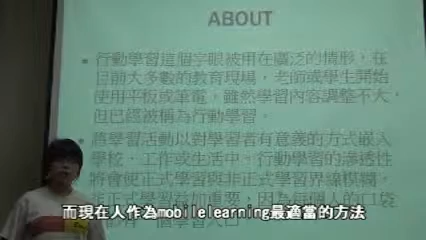 ABOUT
行動學習這個字眼被用在廣泛的情形，在
目前大多數的教育現場，老師或學生開始
使用平板或筆電，雖然學習內容調整不大，
但已經被稱為行動學習。
將學習活動以對學習者有意義的方式嵌入
學校、工作或生活中，行動學習的滲透性
將會使正式學習與非正式學習界線模糊，
而現在人作為mobilelearning最適當的方法